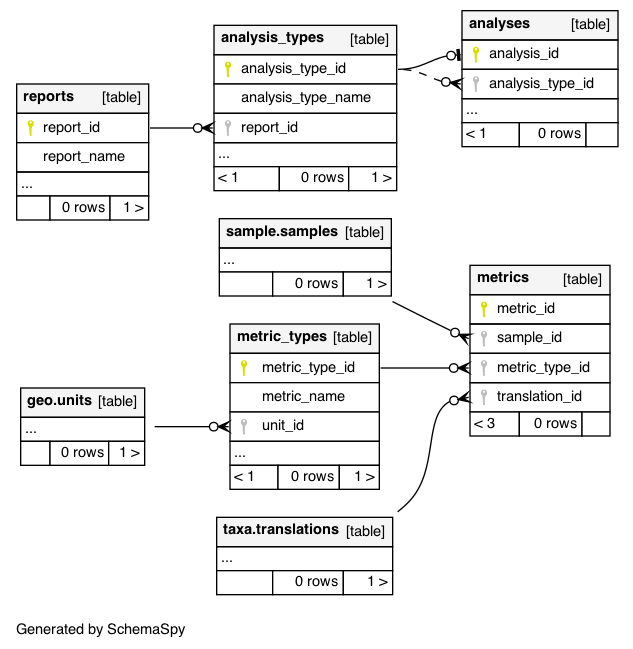 reports [table]
report_id
report_name
...
0 rows 1 >
analysis_types [table]
analysis_type_id
analysis_type_name
report_id
...
< 1 0 rows 1 >
analyses [table]
analysis_id
analysis_type_id
...
< 1 0 rows
sample.samples [table]
...
0 rows 1 >
metrics [table]
metric_id
sample_id
metric_type_id
translation_id
< 3 0 rows
metric_types [table]
metric_type_id
metric_name
unit_id
...
< 1 0 rows 1 >
geo.units [table]
...
0 rows 1 >
taxa.translations [table]
...
0 rows 1 >
Generated by SchemaSpy